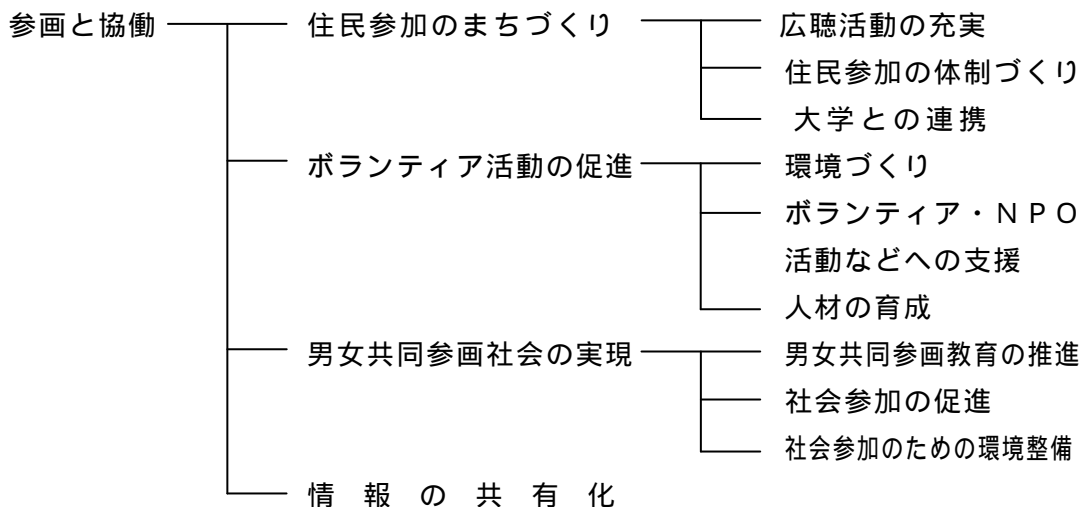 参画と協働
住民参加のまちづくり
広聴活動の充実
住民参加の体制づくり
大学との連携
ボランティア活動の促進
環境づくり
ボランティア・ＮＰＯ
活動などへの支援
人材の育成
男女共同参画社会の実現
男女共同参画教育の推進
社会参加の促進
社会参加のための環境整備
情報の共有化